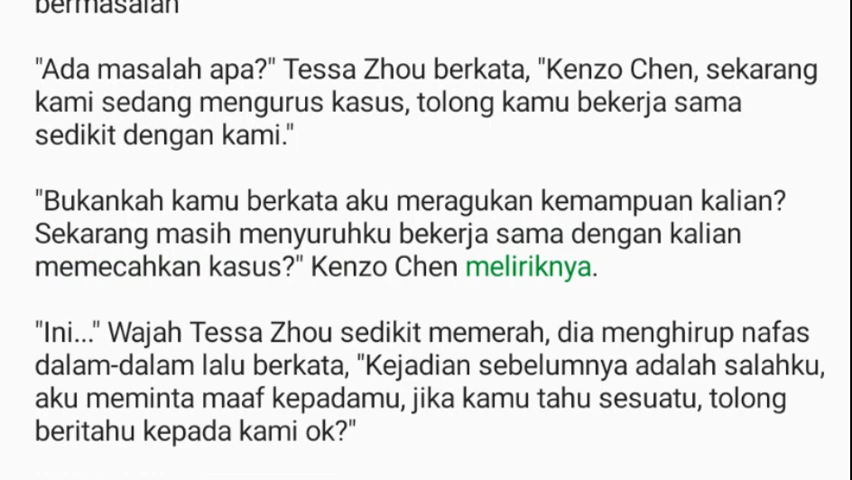 bermasalah
"Ada masalah apa?" Tessa Zhou berkata, "Kenzo Chen, sekarang
kami sedang mengurus kasus, tolong kamu bekerja sama
sedikit dengan kami."
"Bukankah kamu berkata aku meragukan kemampuan kalian?
Sekarang masih menyuruhku bekerja sama dengan kalian
memecahkan kasus?" Kenzo Chen meliriknya.
"Ini..." Wajah Tessa Zhou sedikit memerah, dia menghirup nafas
dalam-dalam lalu berkata, "Kejadian sebelumnya adalah salahku,
aku meminta maaf kepadamu, jika kamu tahu sesuatu, tolong
beritahu kepada kami ok?"